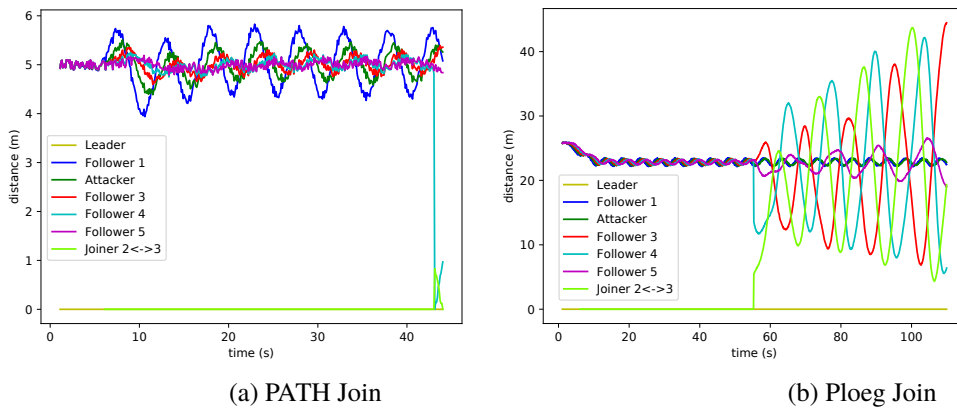 6
5
4
3
2
1
0
distance (m)
Leader
Follower 1
Attacker
Follower 3
Follower 4
Follower 5
Joiner 2<->3
0 10 20 30 40
time (s)
(a) PATH Join
40
30
20
10
0
distance (m)
Leader
Follower 1
Attacker
Follower 3
Follower 4
Follower 5
Joiner 2<->3
0 20 40 60 80 100
time (s)
(b) Ploeg Join